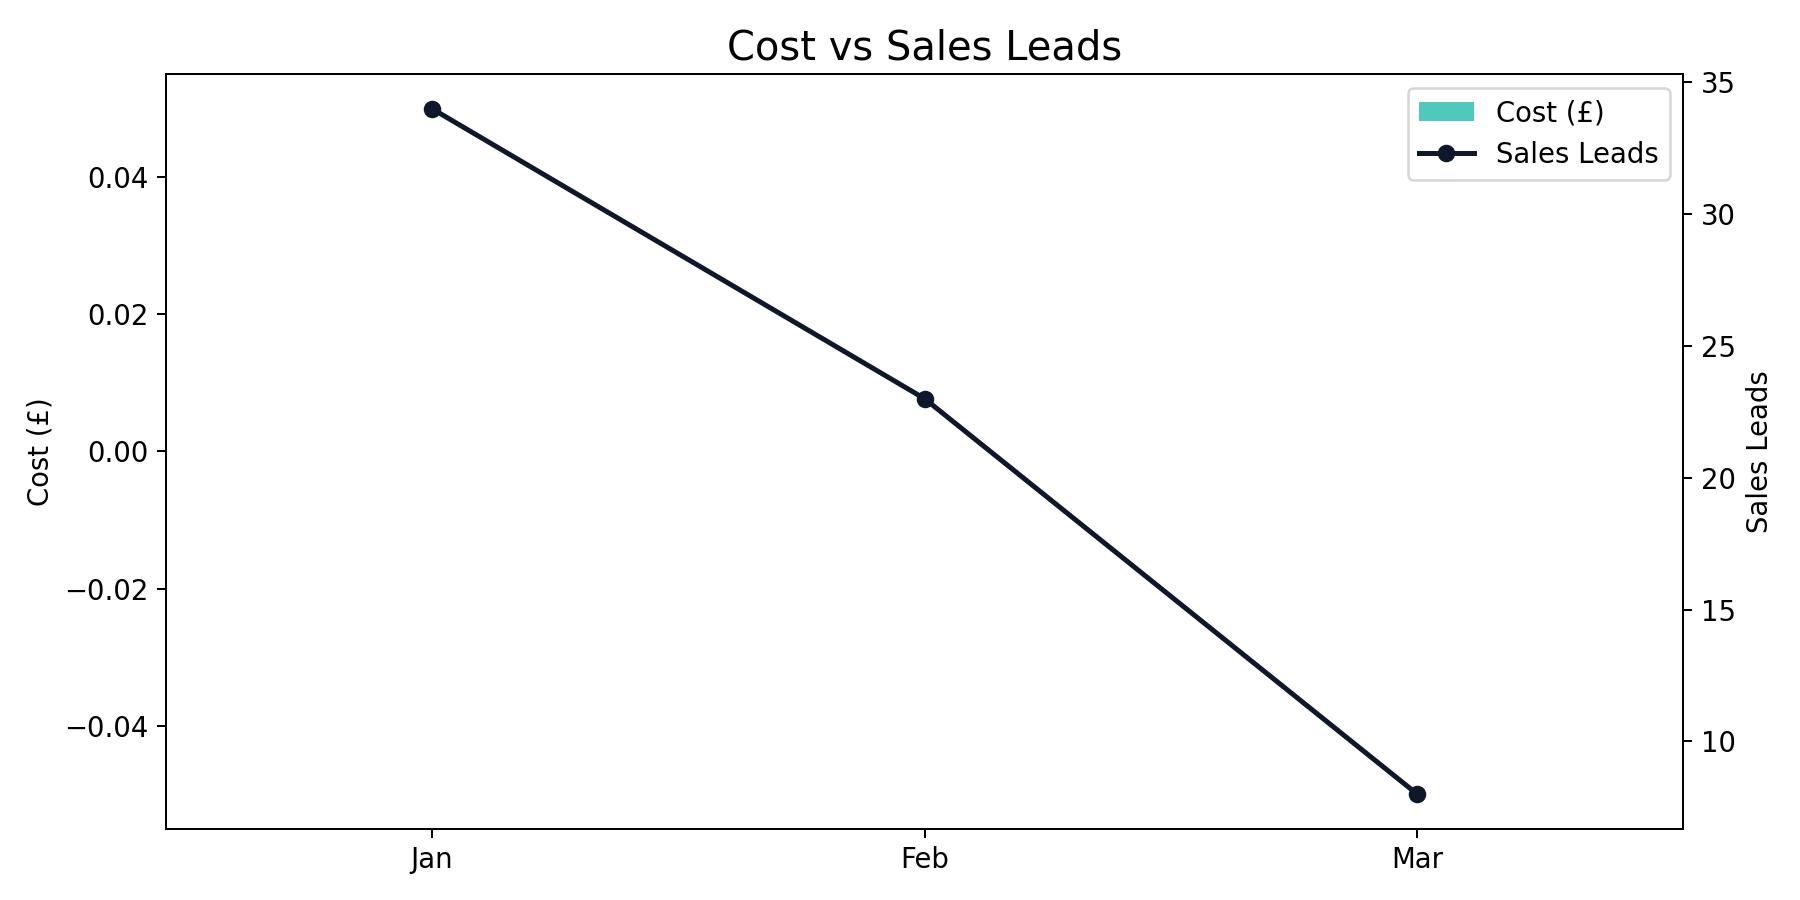 Cost vs Sales Leads
Cost (£)
Sales Leads
0.04
0.02
0.00
−0.02
−0.04
Cost (£)
35
30
25
20
15
10
Sales Leads
Jan
Feb
Mar